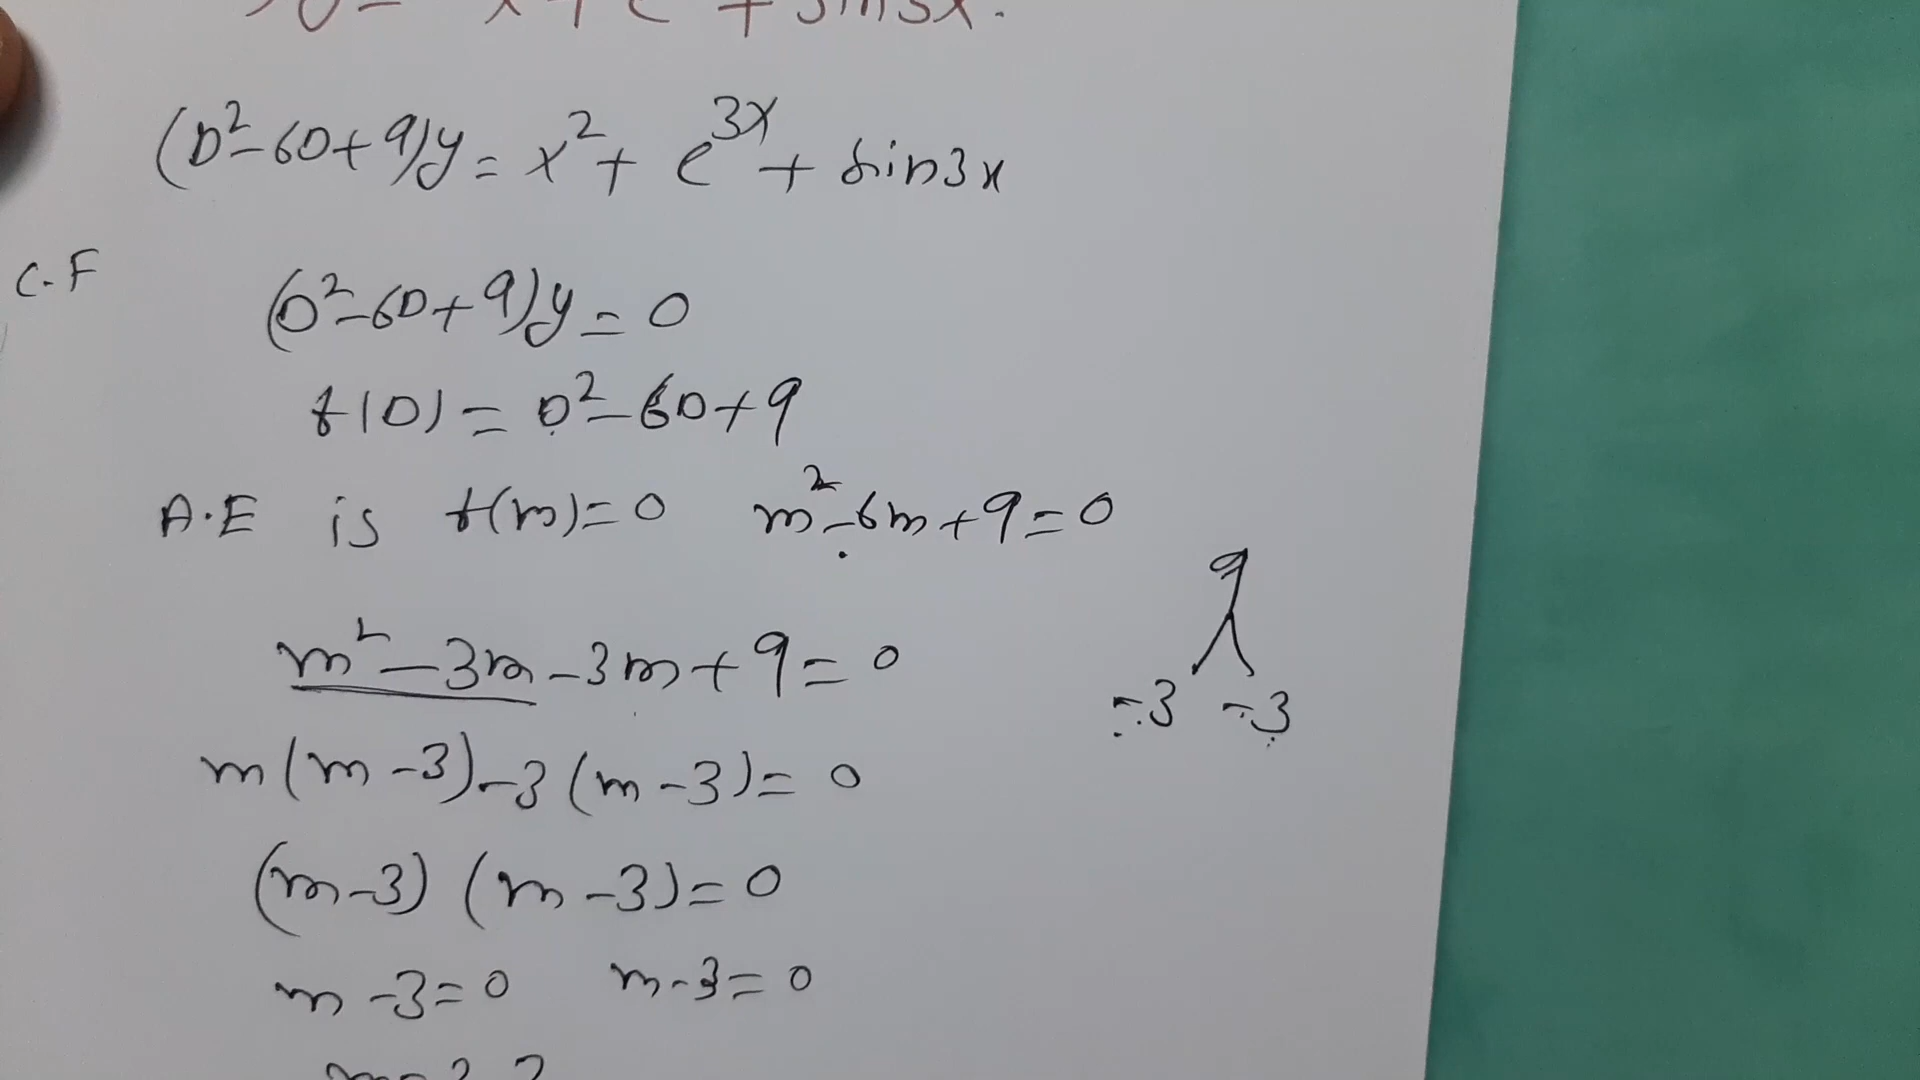 x + e + sin3x.
(D²-6D+9)y = x² + e^3x + sin3x
C.F
(D²-6D+9)y = 0
f(D) = D²-6D+9
A.E is f(m)=0 m²-6m+9=0
9
m²-3m-3m+9=0
-3 -3
m(m-3)-3(m-3)=0
(m-3) (m-3)=0
m-3=0 m-3=0